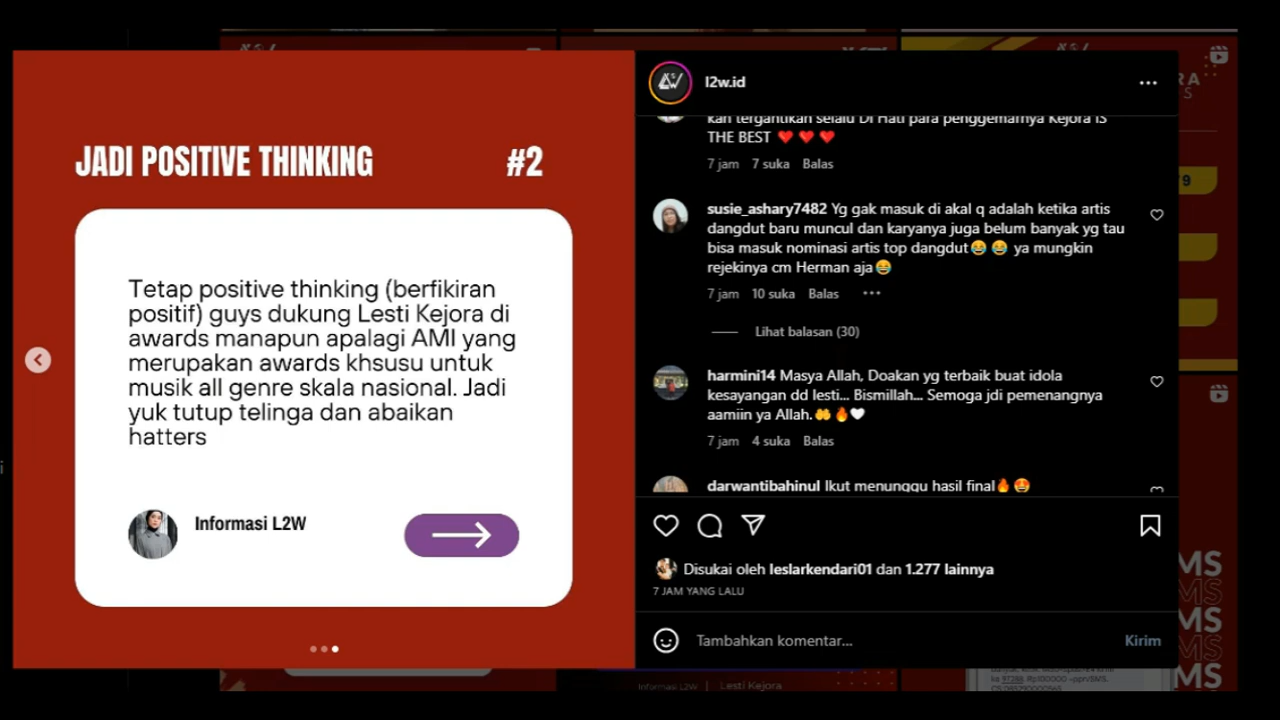 JADI POSITIVE THINKING
#2
Tetap positive thinking (berfikiran
positif) guys dukung Lesti Kejora di
awards manapun apalagi AMI yang
merupakan awards khsusu untuk
musik all genre skala nasional. Jadi
yuk tutup telinga dan abaikan
hatters
Informasi L2W
l2w.id
kan tergantikan selalu Di Hati para penggemarnya Kejora IS
THE BEST ❤️ ❤️ ❤️
7 jam 7 suka Balas
susie_ashary7482 Yg gak masuk di akal q adalah ketika artis
dangdut baru muncul dan karyanya juga belum banyak yg tau
bisa masuk nominasi artis top dangdut😂 😂 ya mungkin
rejekinya cm Herman aja😂
7 jam 10 suka Balas
Lihat balasan (30)
harmini14 Masya Allah, Doakan yg terbaik buat idola
kesayangan dd lesti... Bismillah... Semoga jdi pemenangnya
aamiin ya Allah.🤲🔥🤍
7 jam 4 suka Balas
darwantibahinul Ikut menunggu hasil final🔥😍
Disukai oleh leslarkendari01 dan 1.277 lainnya
7 JAM YANG LALU
Tambahkan komentar...
Kirim
Informasi L2W | Lesti Kejora
MS
MS
MS
MS
MS